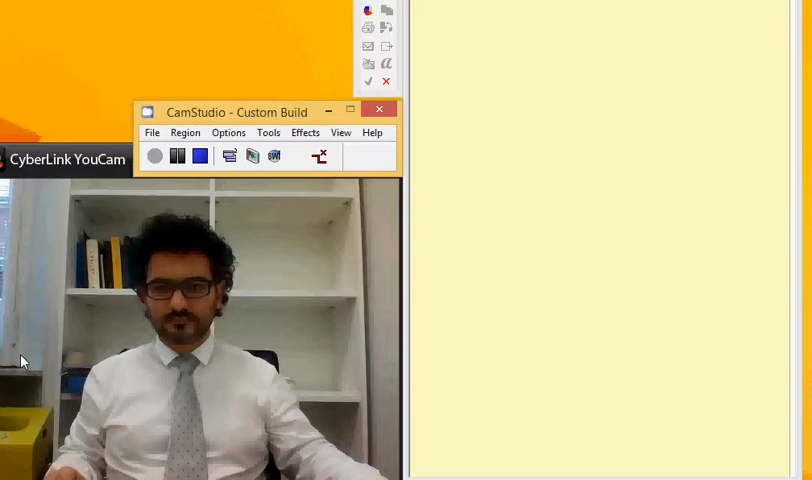 CamStudio - Custom Build
File Region Options Tools Effects View Help
CyberLink YouCam